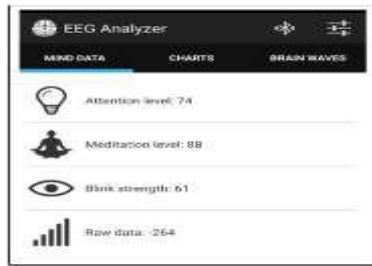 EEG Analyzer
MIND DATA CHARTS BRAIN WAVES
Attention level: 74
Meditation level: 88
Blink strength: 61
Raw data: -264